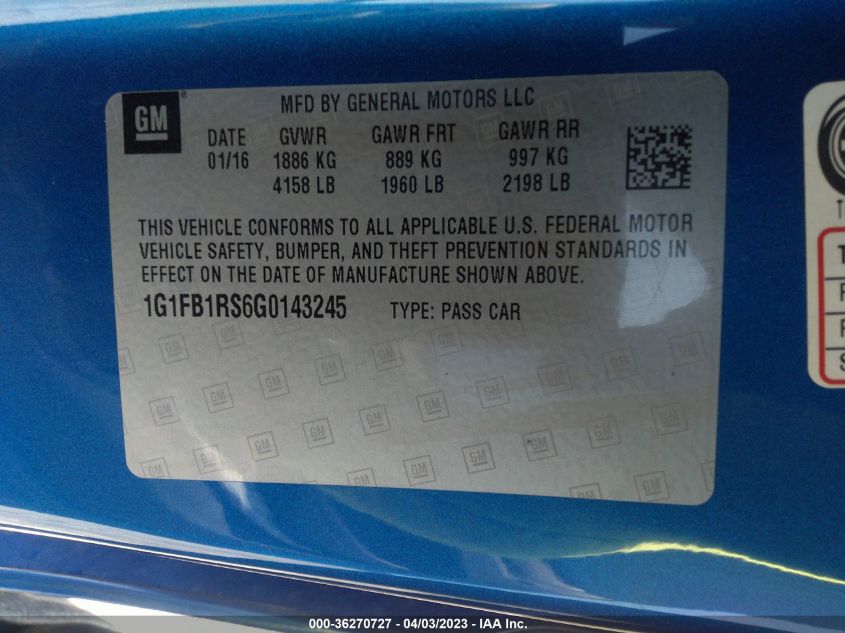 GM
MFD BY GENERAL MOTORS LLC
DATE GVWR GAWR FRT GAWR RR
01/16 1886 KG 889 KG 997 KG
4158 LB 1960 LB 2198 LB
THIS VEHICLE CONFORMS TO ALL APPLICABLE U.S. FEDERAL MOTOR
VEHICLE SAFETY, BUMPER, AND THEFT PREVENTION STANDARDS IN
EFFECT ON THE DATE OF MANUFACTURE SHOWN ABOVE.
1G1FB1RS6G0143245 TYPE: PASS CAR
000-36270727 - 04/03/2023 - IAA Inc.